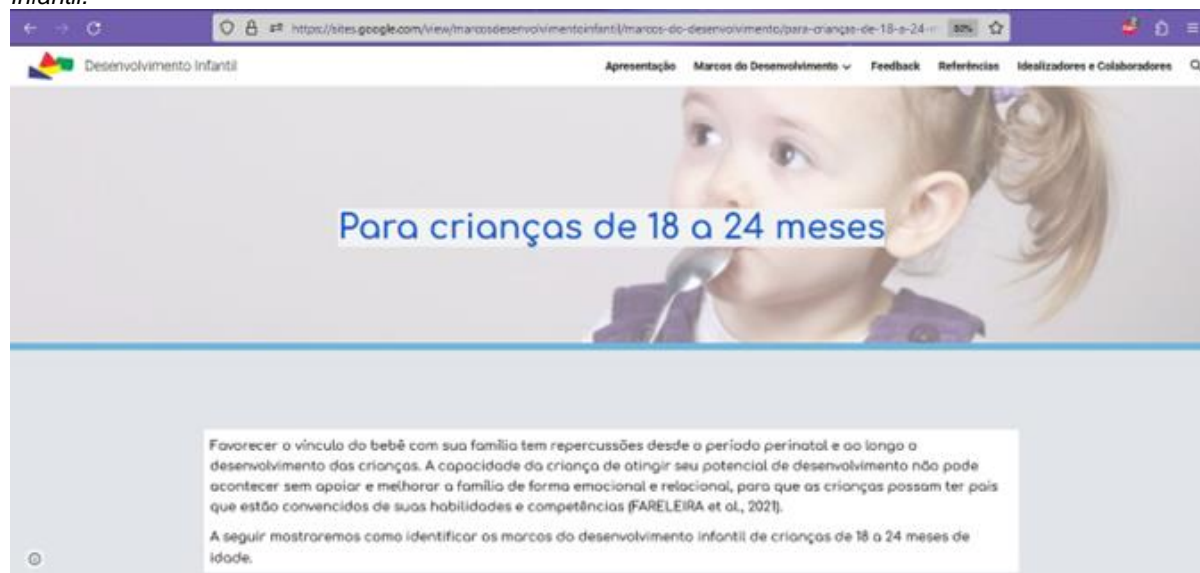 infantil.
https://sites.google.com/view/marcosdesenvolvimentoinfantil/marcos-do-desenvolvimento/para-crianças-de-18-a-24-
80%
Desenvolvimento Infantil
Apresentação Marcos do Desenvolvimento Feedback Referências Idealizadores e Colaboradores
Para crianças de 18 a 24 meses
Favorecer o vínculo do bebê com sua família tem repercussões desde o período perinatal e ao longo o
desenvolvimento das crianças. A capacidade da criança de atingir seu potencial de desenvolvimento não pode
acontecer sem apoiar e melhorar a família de forma emocional e relacional, para que as crianças possam ter pais
que estão convencidos de suas habilidades e competências (FARELEIRA et al., 2021).
A seguir mostraremos como identificar os marcos do desenvolvimento infantil de crianças de 18 a 24 meses de
idade.